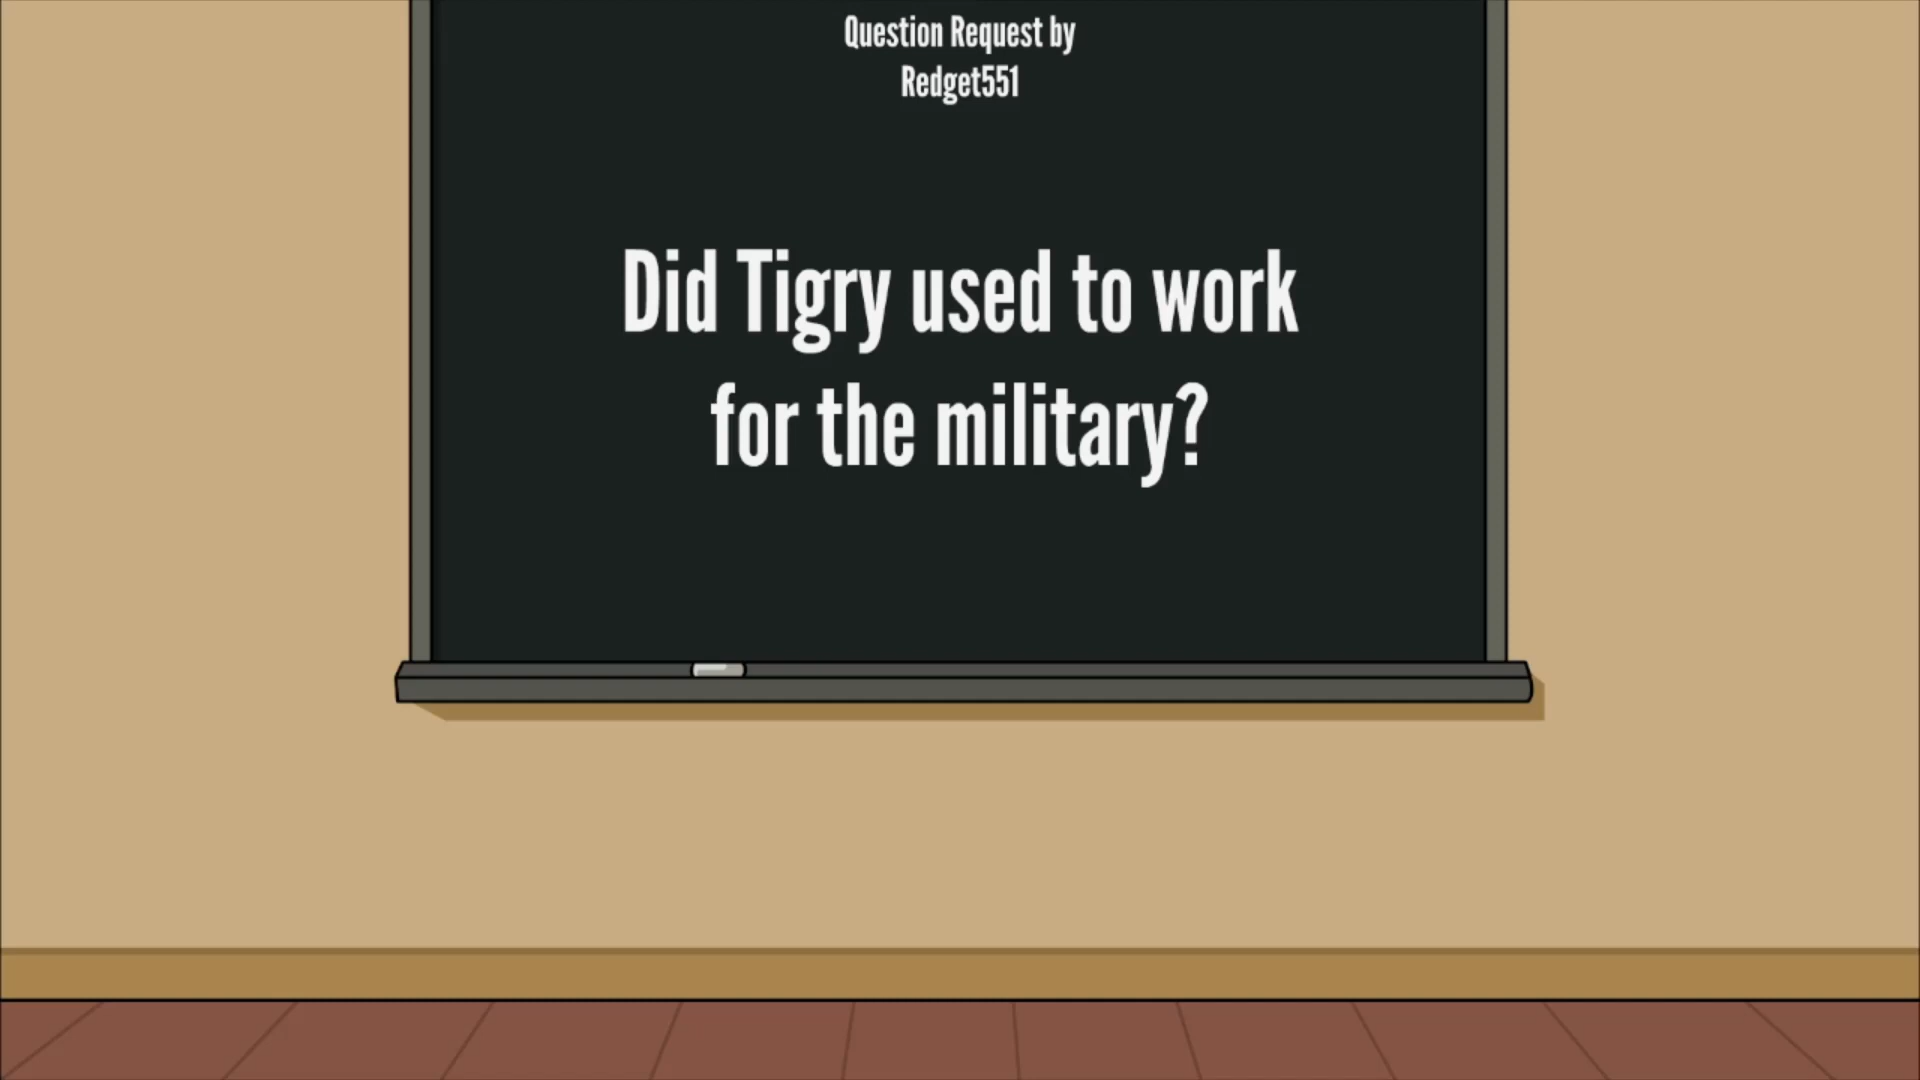 Question Request by
Redget551
Did Tigry used to work
for the military?